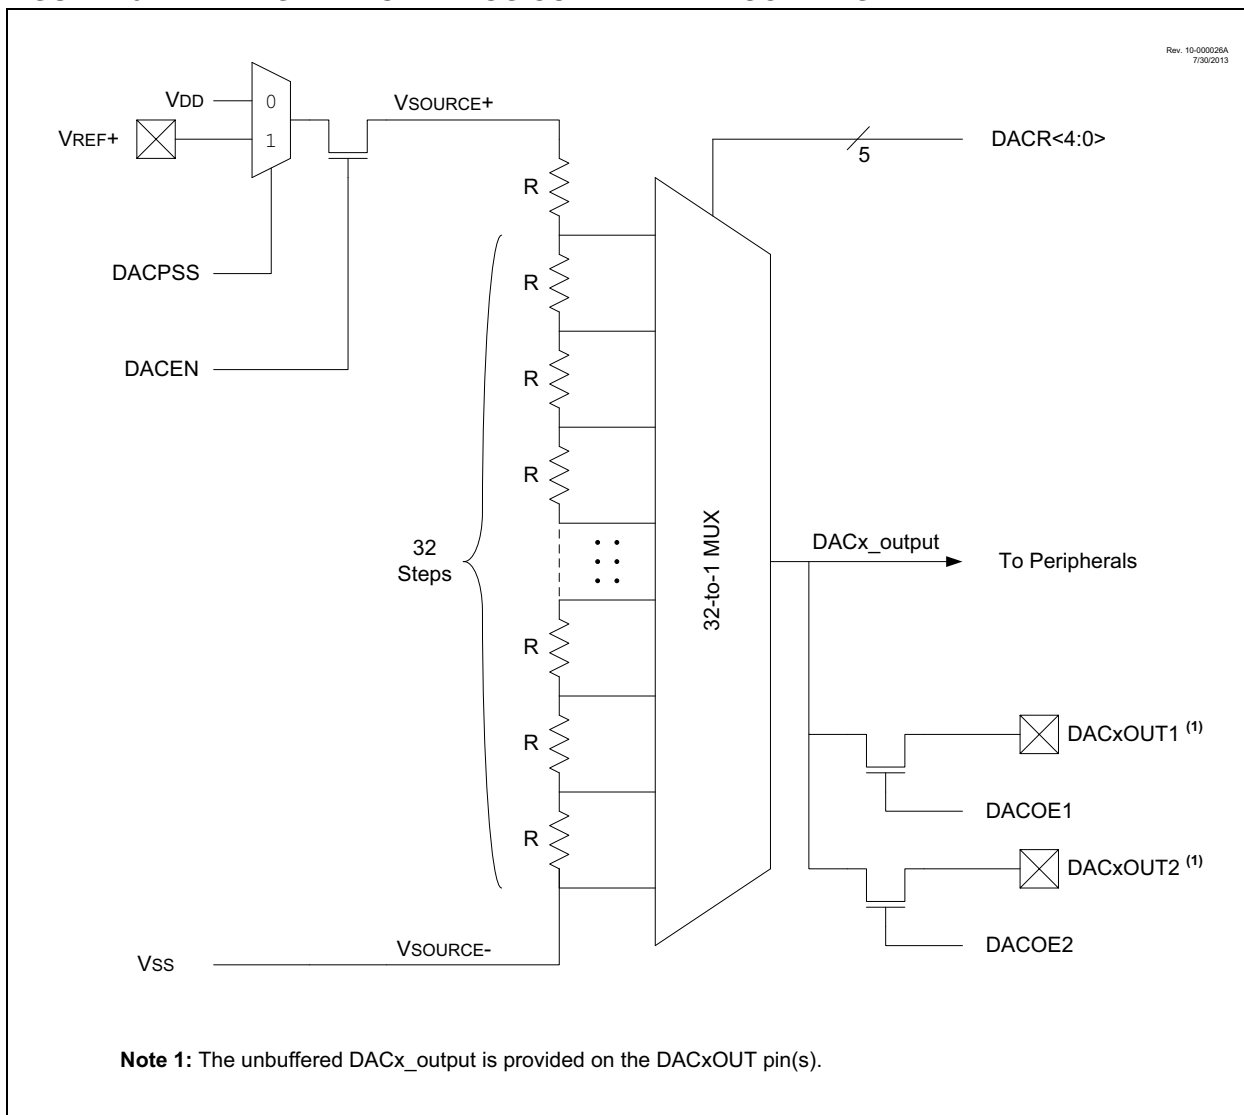 Rev. 10-000026A
7/30/2013
VDD
0
VSOURCE+
VREF+
1
DACR<4:0>
5
R
DACPSS
R
DACEN
R
R
32
Steps
32-to-1 MUX
DACx_output
To Peripherals
R
R
DACxOUT1 (1)
DACOE1
R
DACxOUT2 (1)
DACOE2
VSOURCE-
VSS
Note 1: The unbuffered DACx_output is provided on the DACxOUT pin(s).